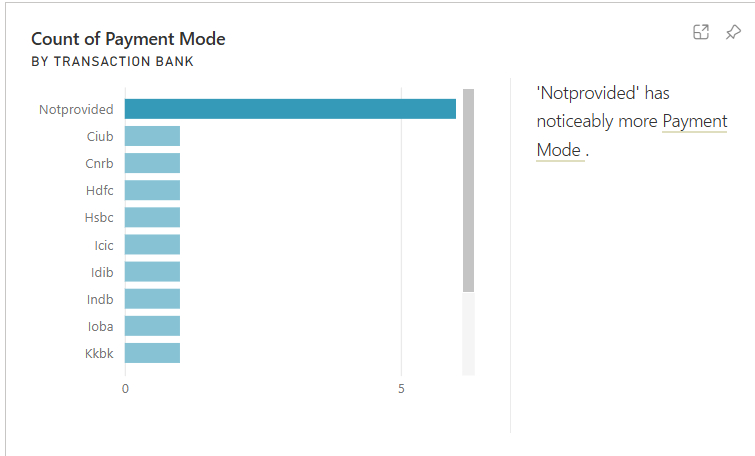 Count of Payment Mode
BY TRANSACTION BANK
Notprovided
Ciub
Cnrb
Hdfc
Hsbc
Icic
Idib
Indb
Ioba
Kkbk
0
5
'Notprovided' has
noticeably more Payment
Mode .